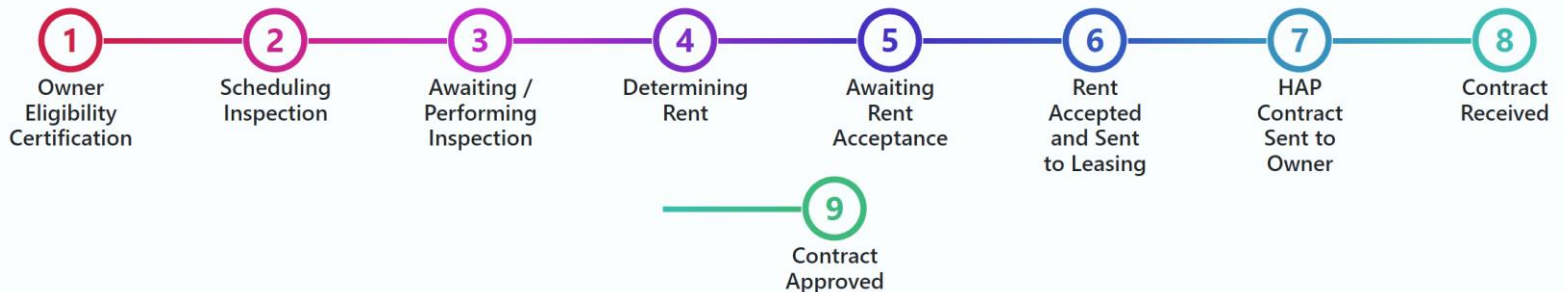 1
2
3
4
5
6
7
8
Owner
Eligibility
Certification
Scheduling
Inspection
Awaiting /
Performing
Inspection
Determining
Rent
Awaiting
Rent
Acceptance
Rent
Accepted
and Sent
to Leasing
HAP
Contract
Sent to
Owner
Contract
Received
9
Contract
Approved